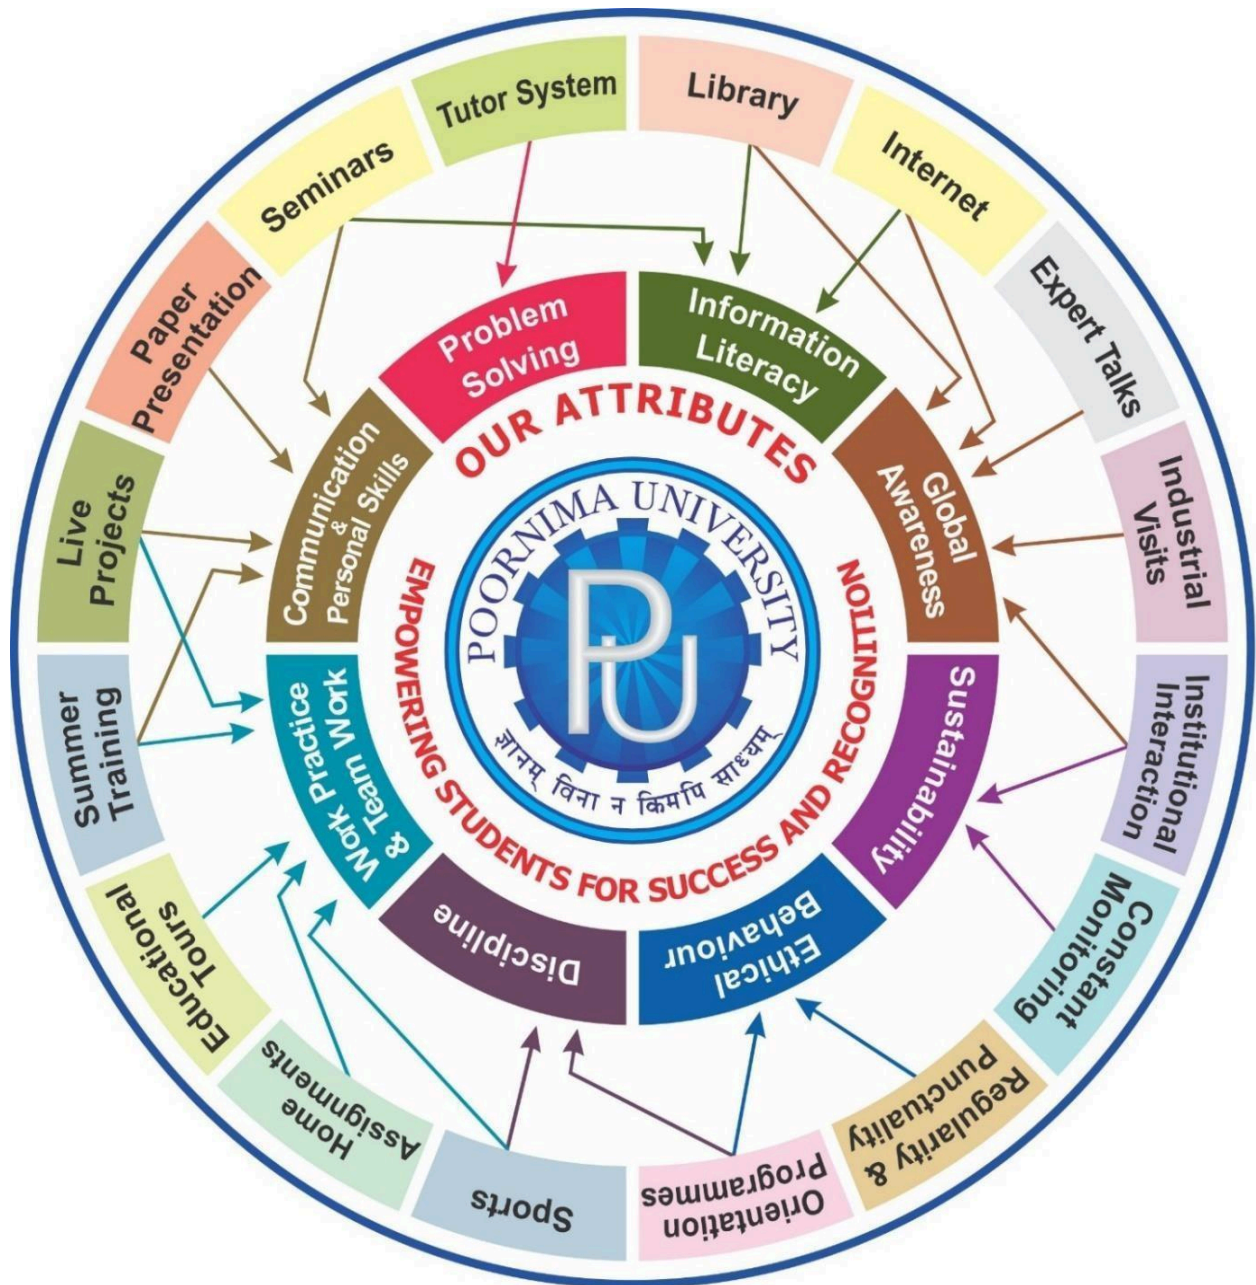 Tutor System
Library
Internet
Expert Talks
Industrial
Visits
Institutional
Interaction
Constant
Monitoring
Regularity &
Punctuality
Orientation
Programmes
Sports
Home
Assignments
Educational
Tours
Summer
Training
Live
Projects
Paper
Presentation
Seminars
Problem
Solving
Information
Literacy
Global
Awareness
Sustainability
Ethical
Behaviour
Discipline
Work Practice
& Team Work
Communication
&
Personal Skills
OUR ATTRIBUTES
EMPOWERING STUDENTS FOR SUCCESS AND RECOGNITION
POORNIMA UNIVERSITY
PU
ज्ञानम् विना न किमपि साध्यम्